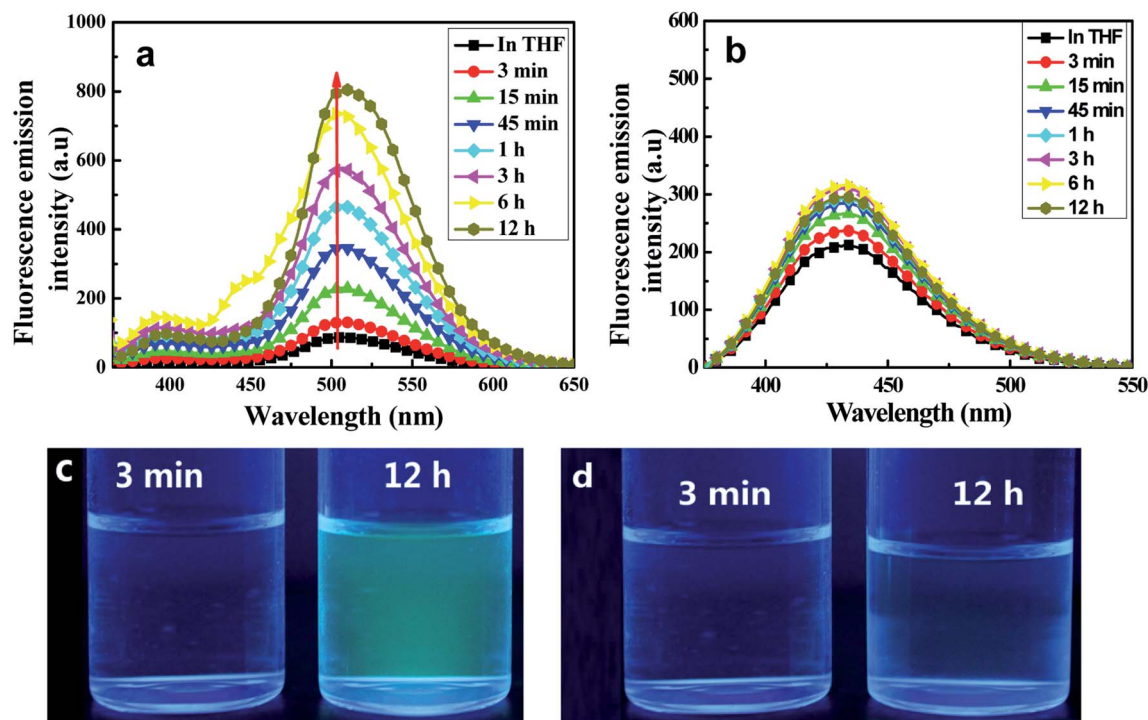 a
Fluorescence emission
intensity (a.u)
1000
800
600
400
200
0
400 450 500 550 600 650
Wavelength (nm)
In THF
3 min
15 min
45 min
1 h
3 h
6 h
12 h
b
Fluorescence emission
intensity (a.u)
600
500
400
300
200
100
0
400 450 500 550
Wavelength (nm)
In THF
3 min
15 min
45 min
1 h
3 h
6 h
12 h
c
3 min 12 h
d
3 min 12 h